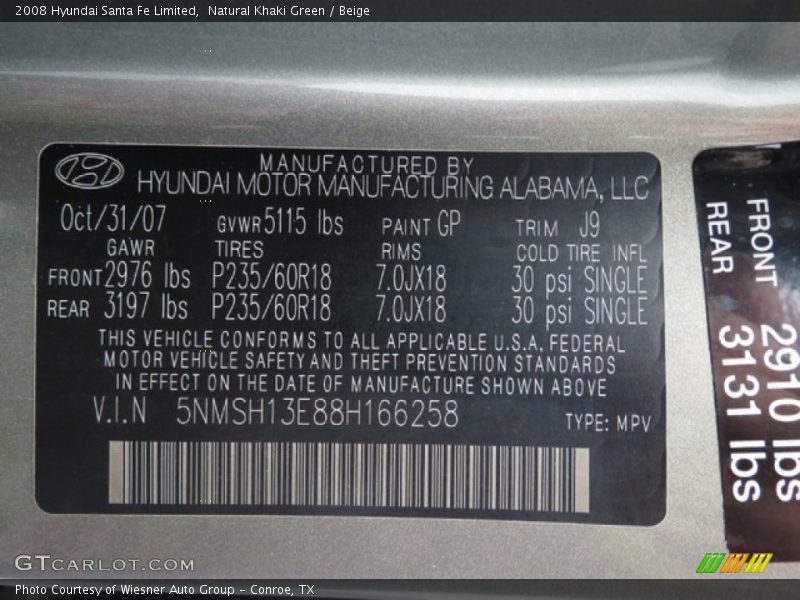 2008 Hyundai Santa Fe Limited,  Natural Khaki Green / Beige
MANUFACTURED BY
HYUNDAI MOTOR MANUFACTURING ALABAMA, LLC
Oct/31/07 GVWR 5115 lbs PAINT GP TRIM J9
GAWR TIRES RIMS COLD TIRE INFL
FRONT 2976 lbs P235/60R18 7.0JX18 30 psi SINGLE
REAR 3197 lbs P235/60R18 7.0JX18 30 psi SINGLE
THIS VEHICLE CONFORMS TO ALL APPLICABLE U.S.A. FEDERAL
MOTOR VEHICLE SAFETY AND THEFT PREVENTION STANDARDS
IN EFFECT ON THE DATE OF MANUFACTURE SHOWN ABOVE
V.I.N 5NMSH13E88H166258 TYPE: MPV
FRONT 2910 lbs
REAR 3131 lbs
GTCARLOT.COM
Photo Courtesy of Wiesner Auto Group – Conroe, TX